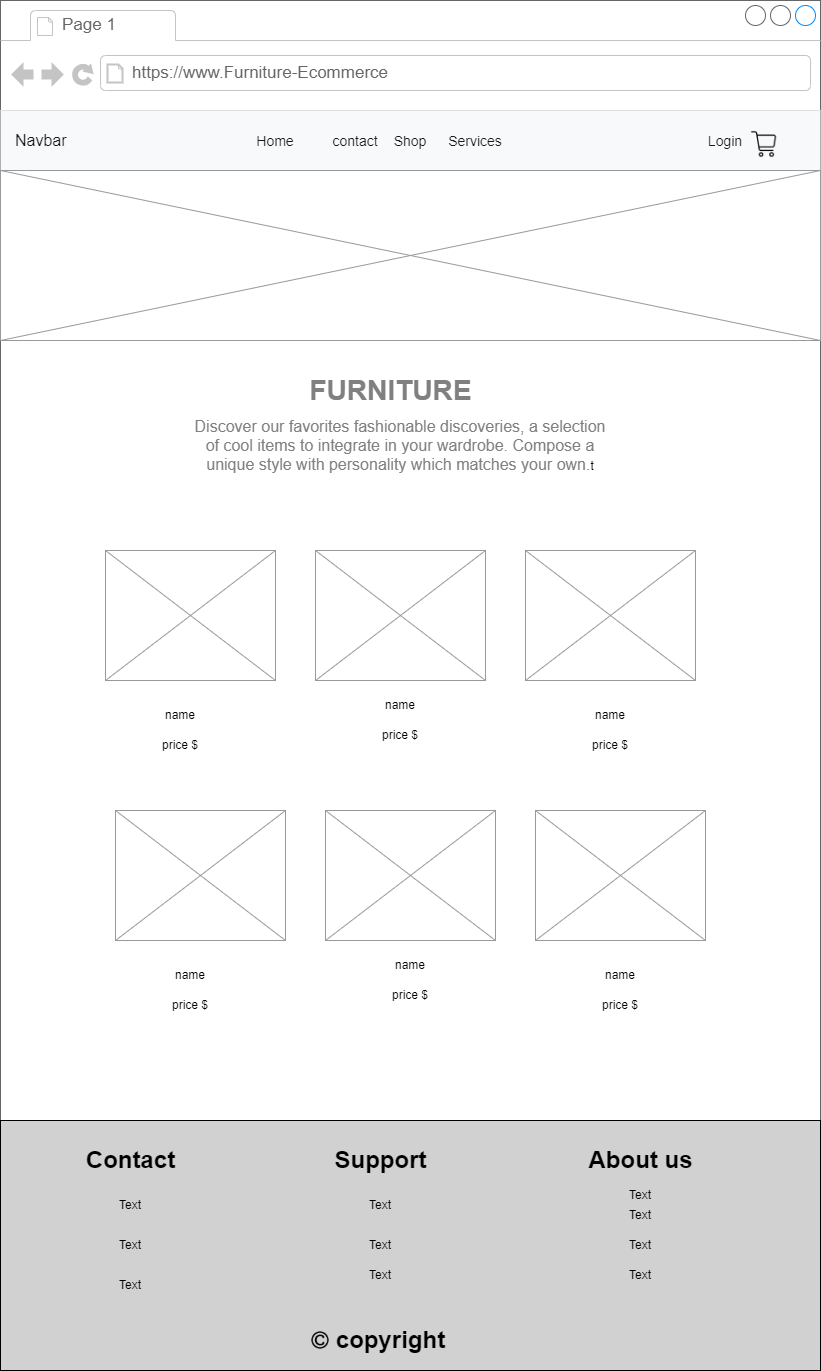 Page 1
https://www.Furniture-Ecommerce
Navbar Home contact Shop Services Login
FURNITURE
Discover our favorites fashionable discoveries, a selection
of cool items to integrate in your wardrobe. Compose a
unique style with personality which matches your own.t
name name name
price $ price $ price $
name name name
price $ price $ price $
Contact Support About us
Text Text Text
Text
Text Text Text
Text Text Text
© copyright